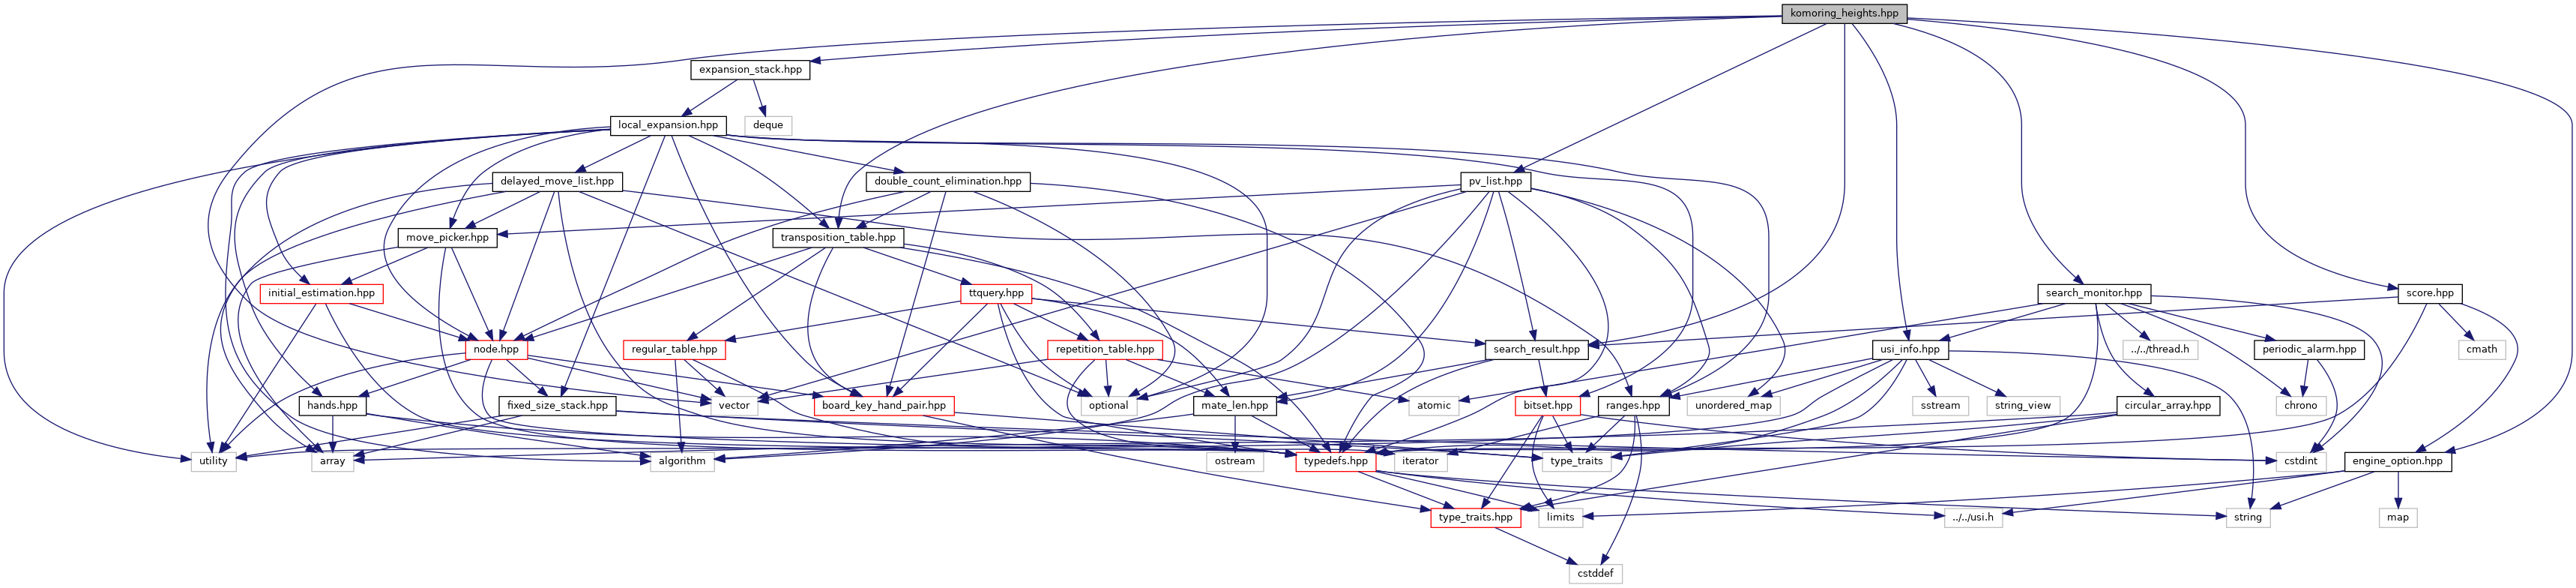 komoring_heights.hpp
expansion_stack.hpp
local_expansion.hpp
deque
delayed_move_list.hpp
double_count_elimination.hpp
pv_list.hpp
move_picker.hpp
transposition_table.hpp
initial_estimation.hpp
ttquery.hpp
search_monitor.hpp
score.hpp
node.hpp
regular_table.hpp
repetition_table.hpp
search_result.hpp
usi_info.hpp
../../thread.h
periodic_alarm.hpp
cmath
hands.hpp
fixed_size_stack.hpp
vector
board_key_hand_pair.hpp
optional
mate_len.hpp
atomic
bitset.hpp
ranges.hpp
unordered_map
sstream
string_view
circular_array.hpp
chrono
utility
array
algorithm
ostream
typedefs.hpp
iterator
type_traits
cstdint
engine_option.hpp
type_traits.hpp
limits
../../usi.h
string
map
cstddef